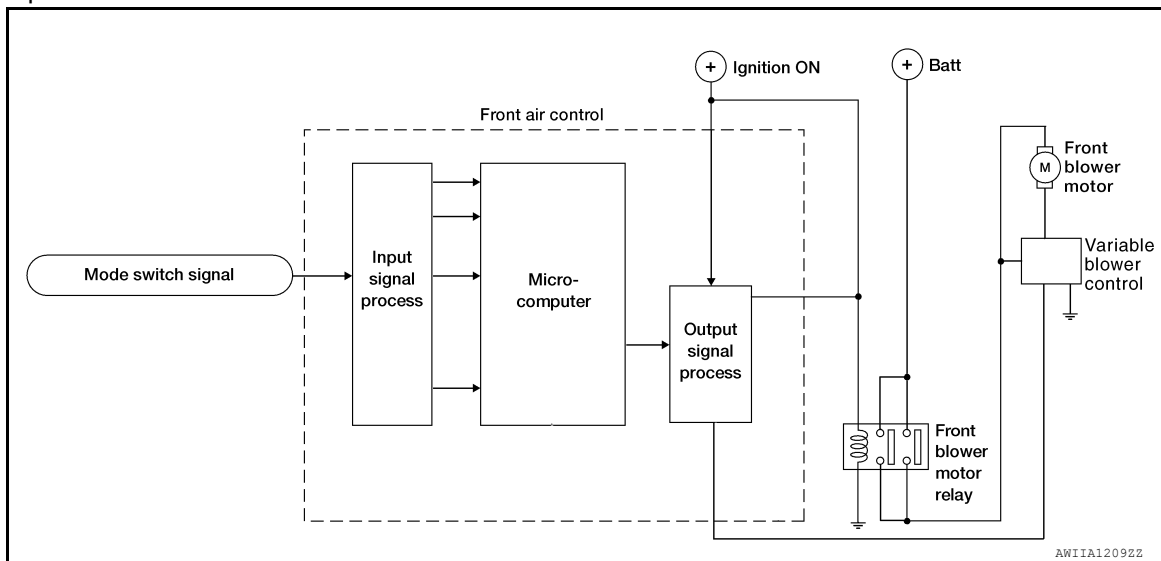 +
Ignition ON
+
Batt
Front air control
Front
blower
motor
M
Input
signal
process
Micro-
computer
Mode switch signal
Variable
blower
control
Output
signal
process
Front
blower
motor
relay
AWIIA1209ZZ